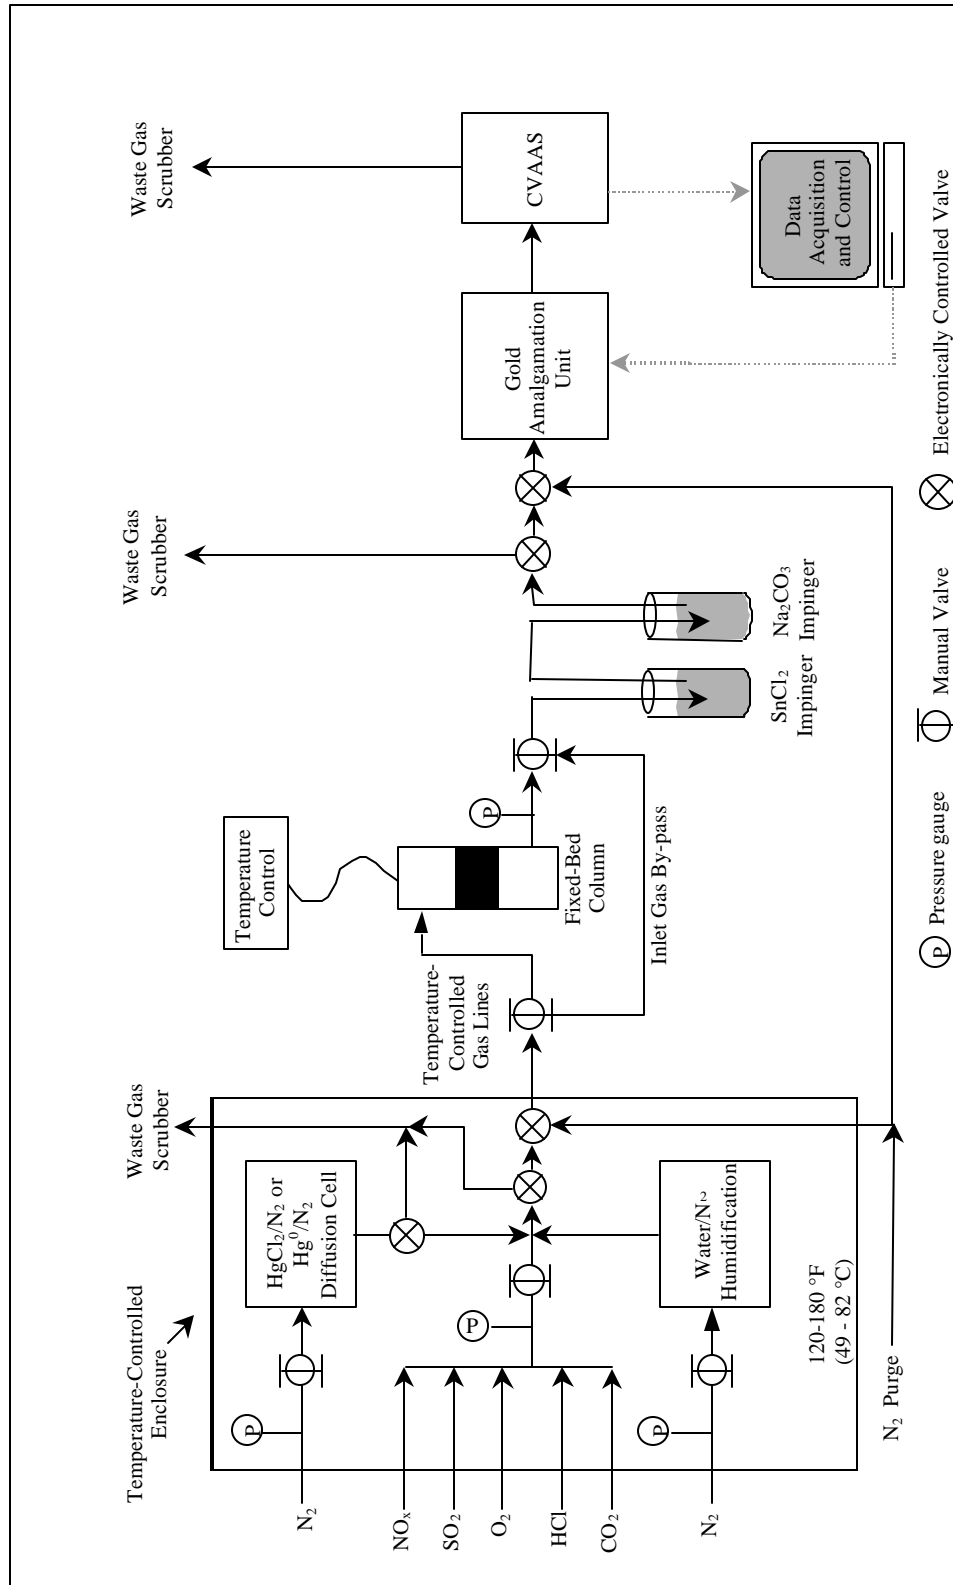 Temperature-Controlled
Enclosure
N₂
NOₓ
SO₂
O₂
HCl
CO₂
N₂
P
P
P
HgCl₂/N₂ or
Hg⁰/N₂
Diffusion Cell
Water/N₂
Humidification
120-180 °F
(49 - 82 °C)
N₂ Purge
Waste Gas
Scrubber
Temperature-
Controlled
Gas Lines
Temperature
Control
Fixed-Bed
Column
P
Inlet Gas By-pass
SnCl₂
Impinger
Na₂CO₃
Impinger
Waste Gas
Scrubber
Gold
Amalgamation
Unit
CVAAS
Waste Gas
Scrubber
Data
Acquisition
and Control
P Pressure gauge
Manual Valve
Electronically Controlled Valve